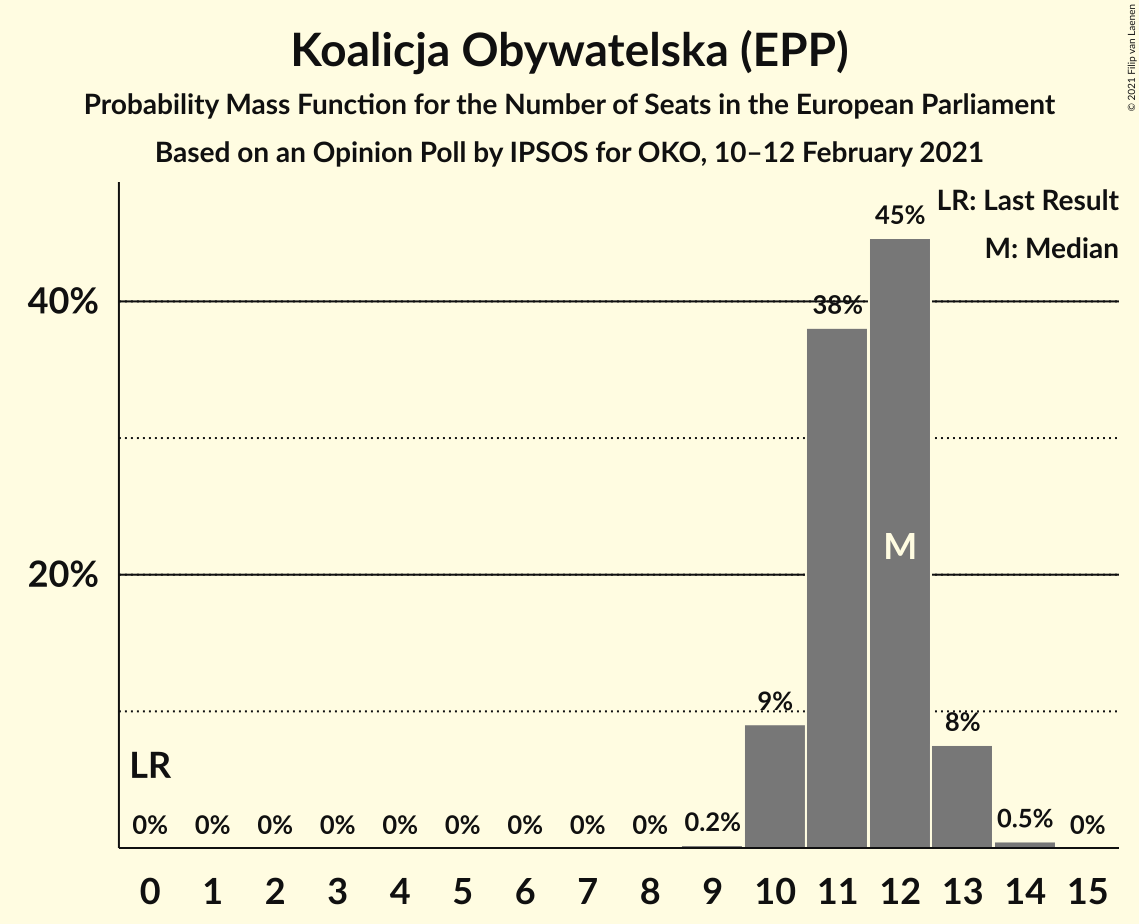 Koalicja Obywatelska (EPP)
Probability Mass Function for the Number of Seats in the European Parliament
Based on an Opinion Poll by IPSOS for OKO, 10–12 February 2021
© 2021 Filip van Laenen
LR: Last Result
M: Median
45%
40%
38%
M
20%
9%
8%
LR
0% 0% 0% 0% 0% 0% 0% 0% 0% 0.2% 0.5% 0%
0 1 2 3 4 5 6 7 8 9 10 11 12 13 14 15